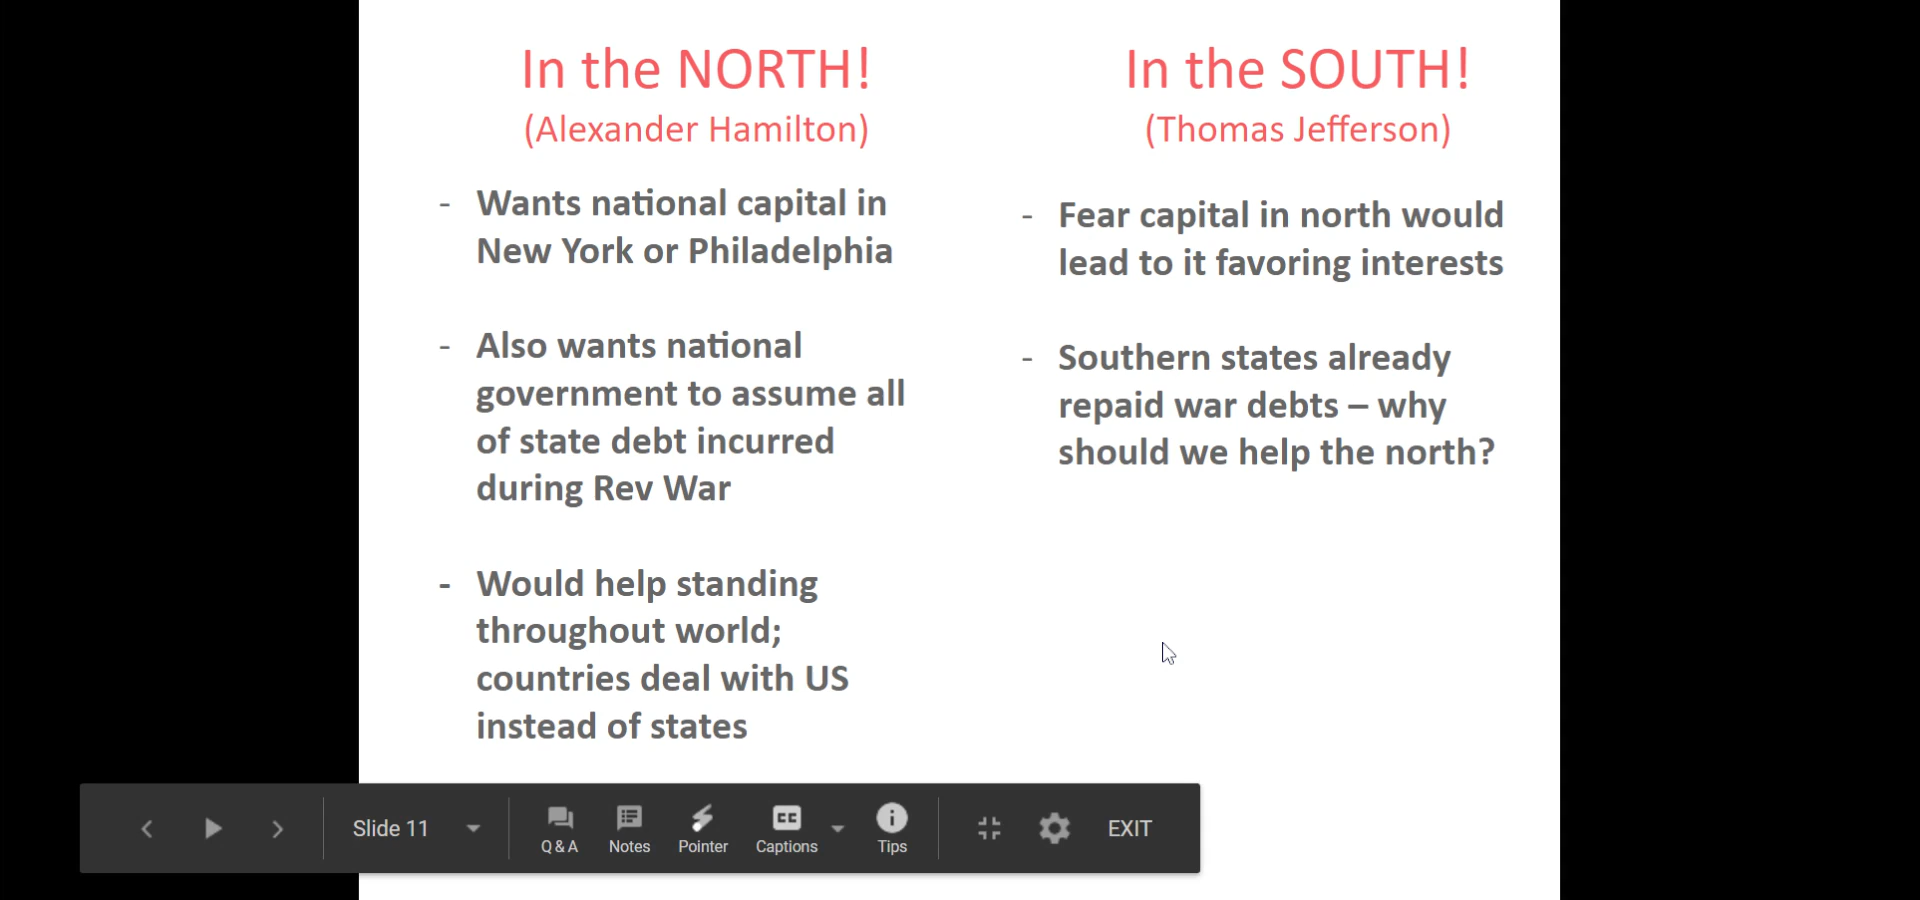 In the NORTH!
(Alexander Hamilton)
- Wants national capital in
New York or Philadelphia
- Also wants national
government to assume all
of state debt incurred
during Rev War
- Would help standing
throughout world;
countries deal with US
instead of states
In the SOUTH!
(Thomas Jefferson)
- Fear capital in north would
lead to it favoring interests
- Southern states already
repaid war debts – why
should we help the north?
Slide 11
Q & A
Notes
Pointer
CC
Captions
Tips
EXIT